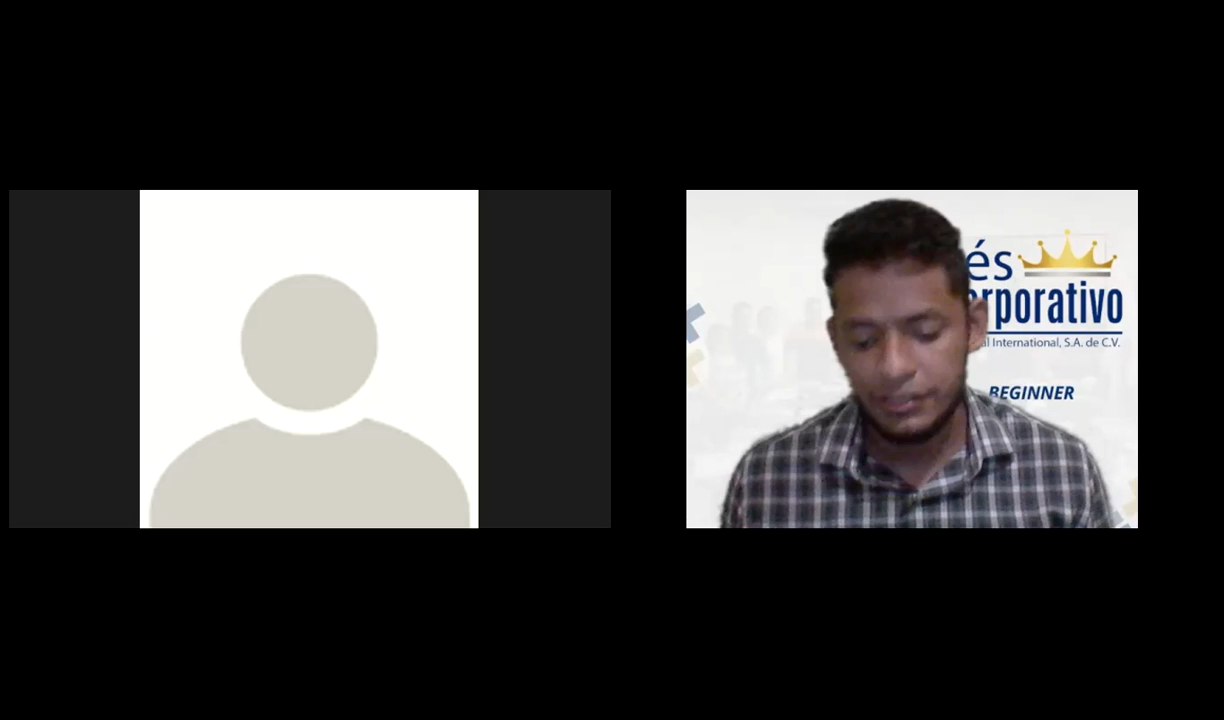 és
rporativo
al International, S.A. de C.V.
BEGINNER